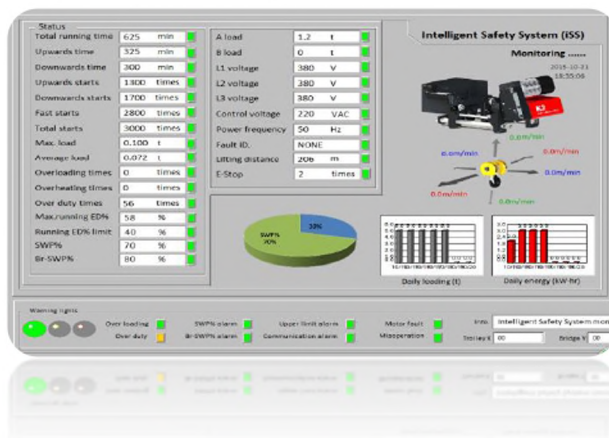 Status
Total running time 625 min
Upwards time 325 min
Downwards time 300 min
Upwards starts 1300 times
Downwards starts 1700 times
Fast starts 2800 times
Total starts 3000 times
Max. load 0.100 t
Average load 0.072 t
Overloading times 0 times
Overheating times 0 times
Over duty times 56 times
Max.running ED% 58 %
Running ED% limit 40 %
SWP% 70 %
Br-SWP% 80 %
A load 1.2 t
B load 0 t
L1 voltage 380 V
L2 voltage 380 V
L3 voltage 380 V
Control voltage 220 VAC
Power frequency 50 Hz
Fault ID. NONE
Lifting distance 206 m
E-Stop 2 times
SWP%
70%
30%
Intelligent Safety System (iSS)
Monitoring ......
2015-10-21
18:55:06
0.0m/min
0.0m/min
0.0m/min
0.0m/min
0.0m/min
0.0m/min
Daily loading (t)
Daily energy (kW-hr)
Warning lights
Over loading
Over duty
SWP% alarm
Br-SWP% alarm
Upper limit alarm
Communication alarm
Motor fault
Misoperation
Info. Intelligent Safety System mon
Trolley X 00 Bridge Y 00